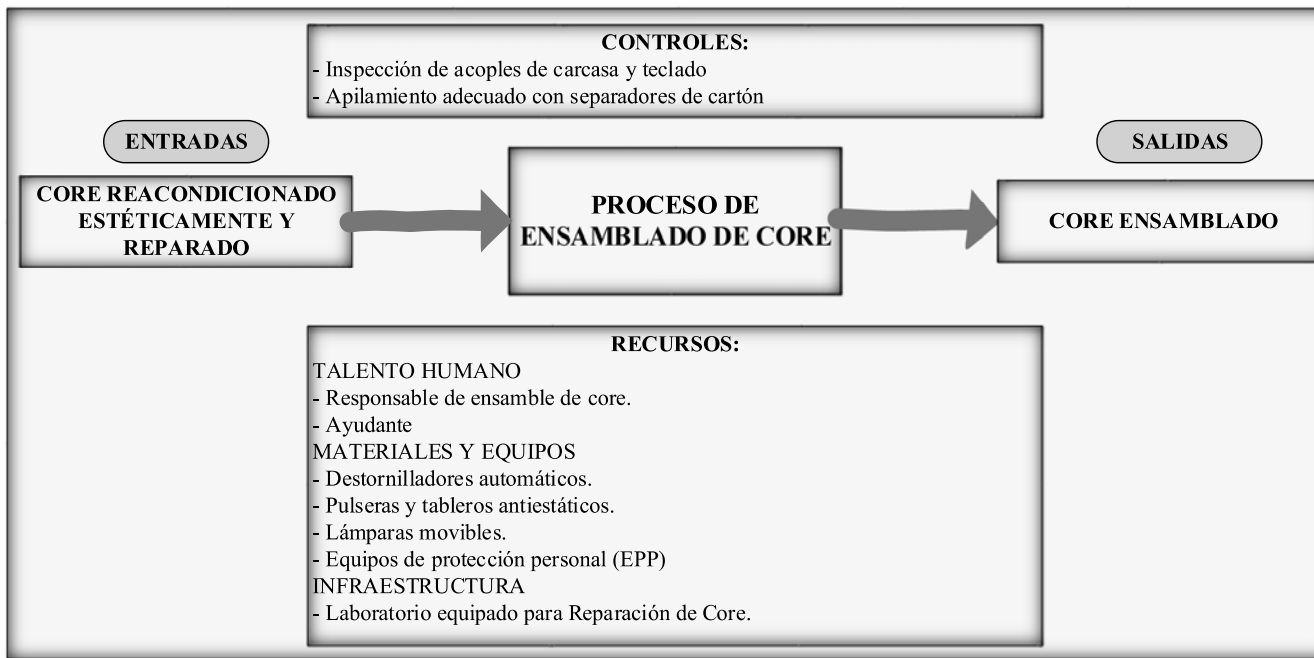 CONTROLES:
- Inspección de acoples de carcasa y teclado
- Apilamiento adecuado con separadores de cartón
ENTRADAS
SALIDAS
CORE REACONDICIONADO
ESTÉTICAMENTE Y
REPARADO
PROCESO DE
ENSAMBLADO DE CORE
CORE ENSAMBLADO
RECURSOS:
TALENTO HUMANO
- Responsable de ensamble de core.
- Ayudante
MATERIALES Y EQUIPOS
- Destornilladores automáticos.
- Pulseras y tableros antiestáticos.
- Lámparas movibles.
- Equipos de protección personal (EPP)
INFRAESTRUCTURA
- Laboratorio equipado para Reparación de Core.